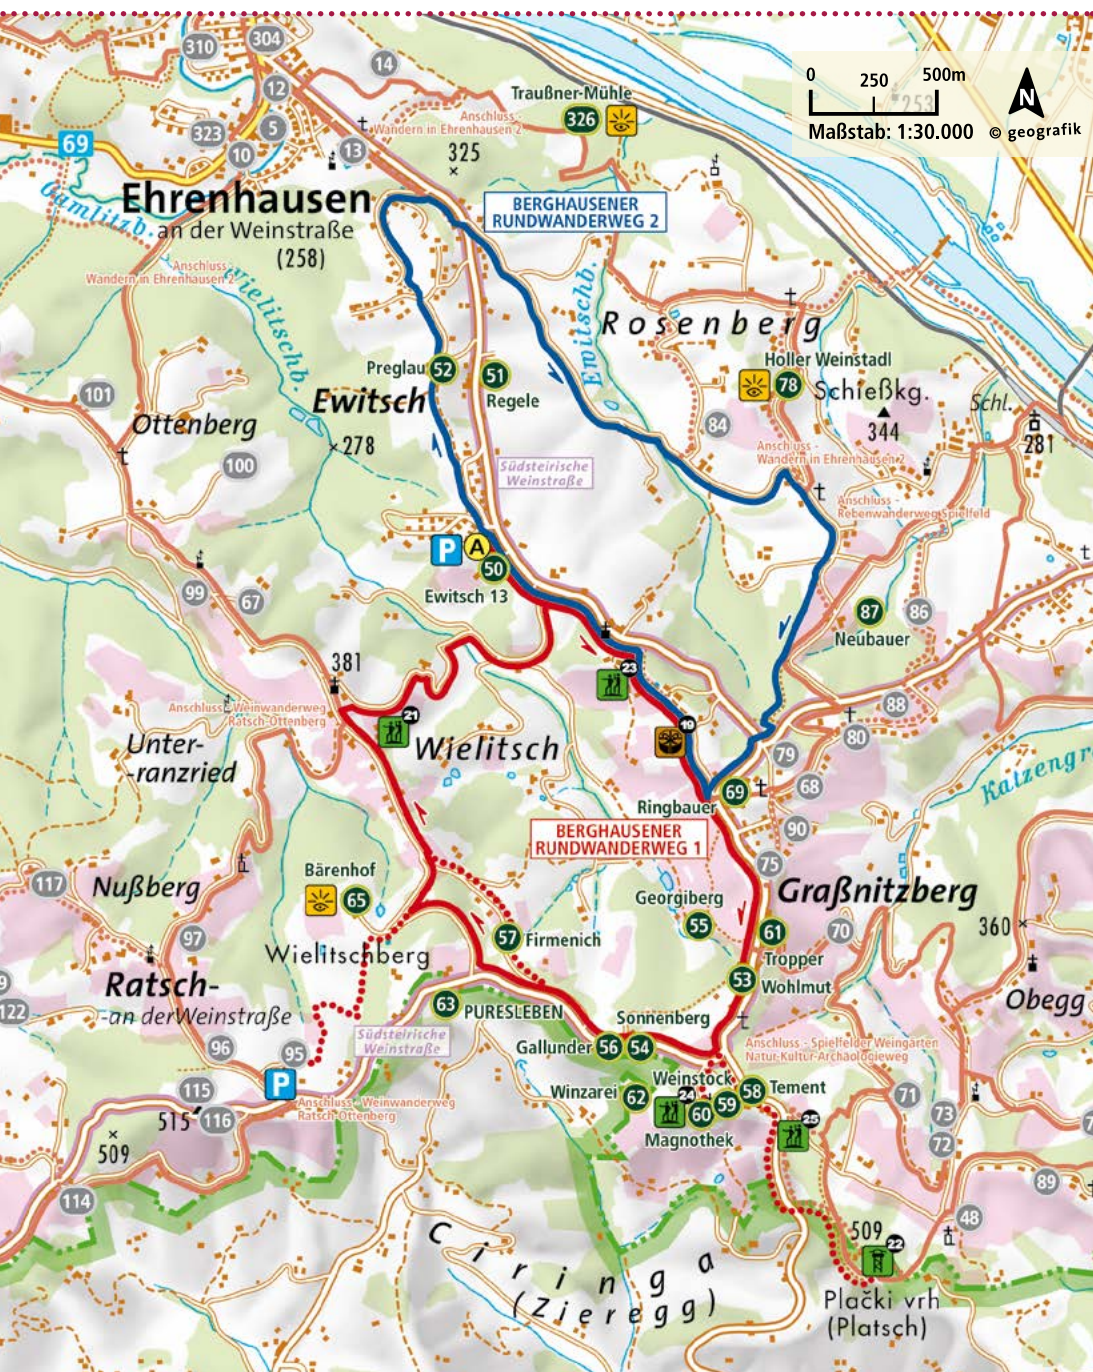 0 250 500m
253
N
Maßstab: 1:30.000 © geografik
310
304
14
12
323
5
10
13
69
Traußner-Mühle
326
Anschluss
Wandern in Ehrenhausen 2
325
Gamlitzb.
Ehrenhausen
an der Weinstraße
(258)
BERGHAUSENER
RUNDWANDERWEG 2
Anschluss -
Wandern in Ehrenhausen 2
Wielitschb.
Ewitschb.
Rosenberg
Holler Weinstadl
78
Schießkg.
344
Schl.
281
84
Preglau
52
51
Regele
Ewitsch
101
Ottenberg
278
100
Südsteirische
Weinstraße
Anschluss -
Wandern in Ehrenhausen 2
Anschluss -
Rebenwanderweg Spielfeld
P
A
50
Ewitsch 13
99
67
87
86
Neubauer
381
23
Anschluss - Weinwanderweg
Ratsch-Ottenberg
21
19
Unter-
-ranzried
Wielitsch
88
80
79
68
Katzengr
Ringbauer
69
90
BERGHAUSENER
RUNDWANDERWEG 1
75
Bärenhof
65
117
Nußberg
Graßnitzberg
Georgiberg
55
360
97
57
Firmenich
61
70
Tropper
Wielitschberg
53
Wohlmut
Ratsch-
-an derWeinstraße
9
122
Obegg
63
PURESLEBEN
Sonnenberg
Südsteirische
Weinstraße
96
95
Gallunder
56
54
Anschluss - Spielfelder Weingärten
Natur-Kultur-Archäologieweg
P
115
Winzarei
62
Weinstock
24
58
Tement
59
60
Magnothek
25
71
73
72
7
515
116
Anschluss - Weinwanderweg
Ratsch-Ottenberg
509
114
89
48
Ciringa
(Zieregg)
509
22
Plački vrh
(Platsch)